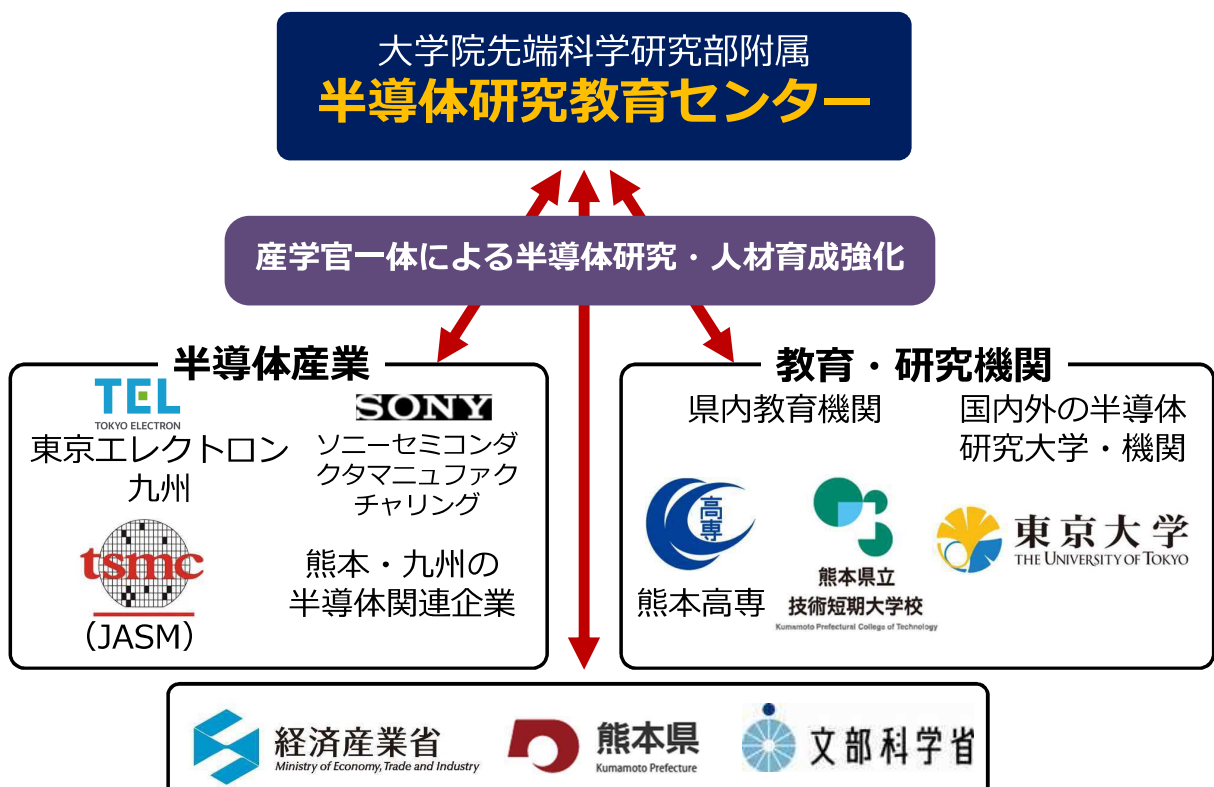 大学院先端科学研究部附属
半導体研究教育センター
産学官一体による半導体研究・人材育成強化
半導体産業
TEL
TOKYO ELECTRON
東京エレクトロン
九州
SONY
ソニーセミコンダ
クタマニュファク
チャリング
tsmc
(JASM)
熊本・九州の
半導体関連企業
教育・研究機関
県内教育機関
国内外の半導体
研究大学・機関
高専
熊本高専
熊本県立
技術短期大学校
Kumamoto Prefectural College of Technology
東京大学
THE UNIVERSITY OF TOKYO
経済産業省
Ministry of Economy, Trade and Industry
熊本県
Kumamoto Prefecture
文部科学省